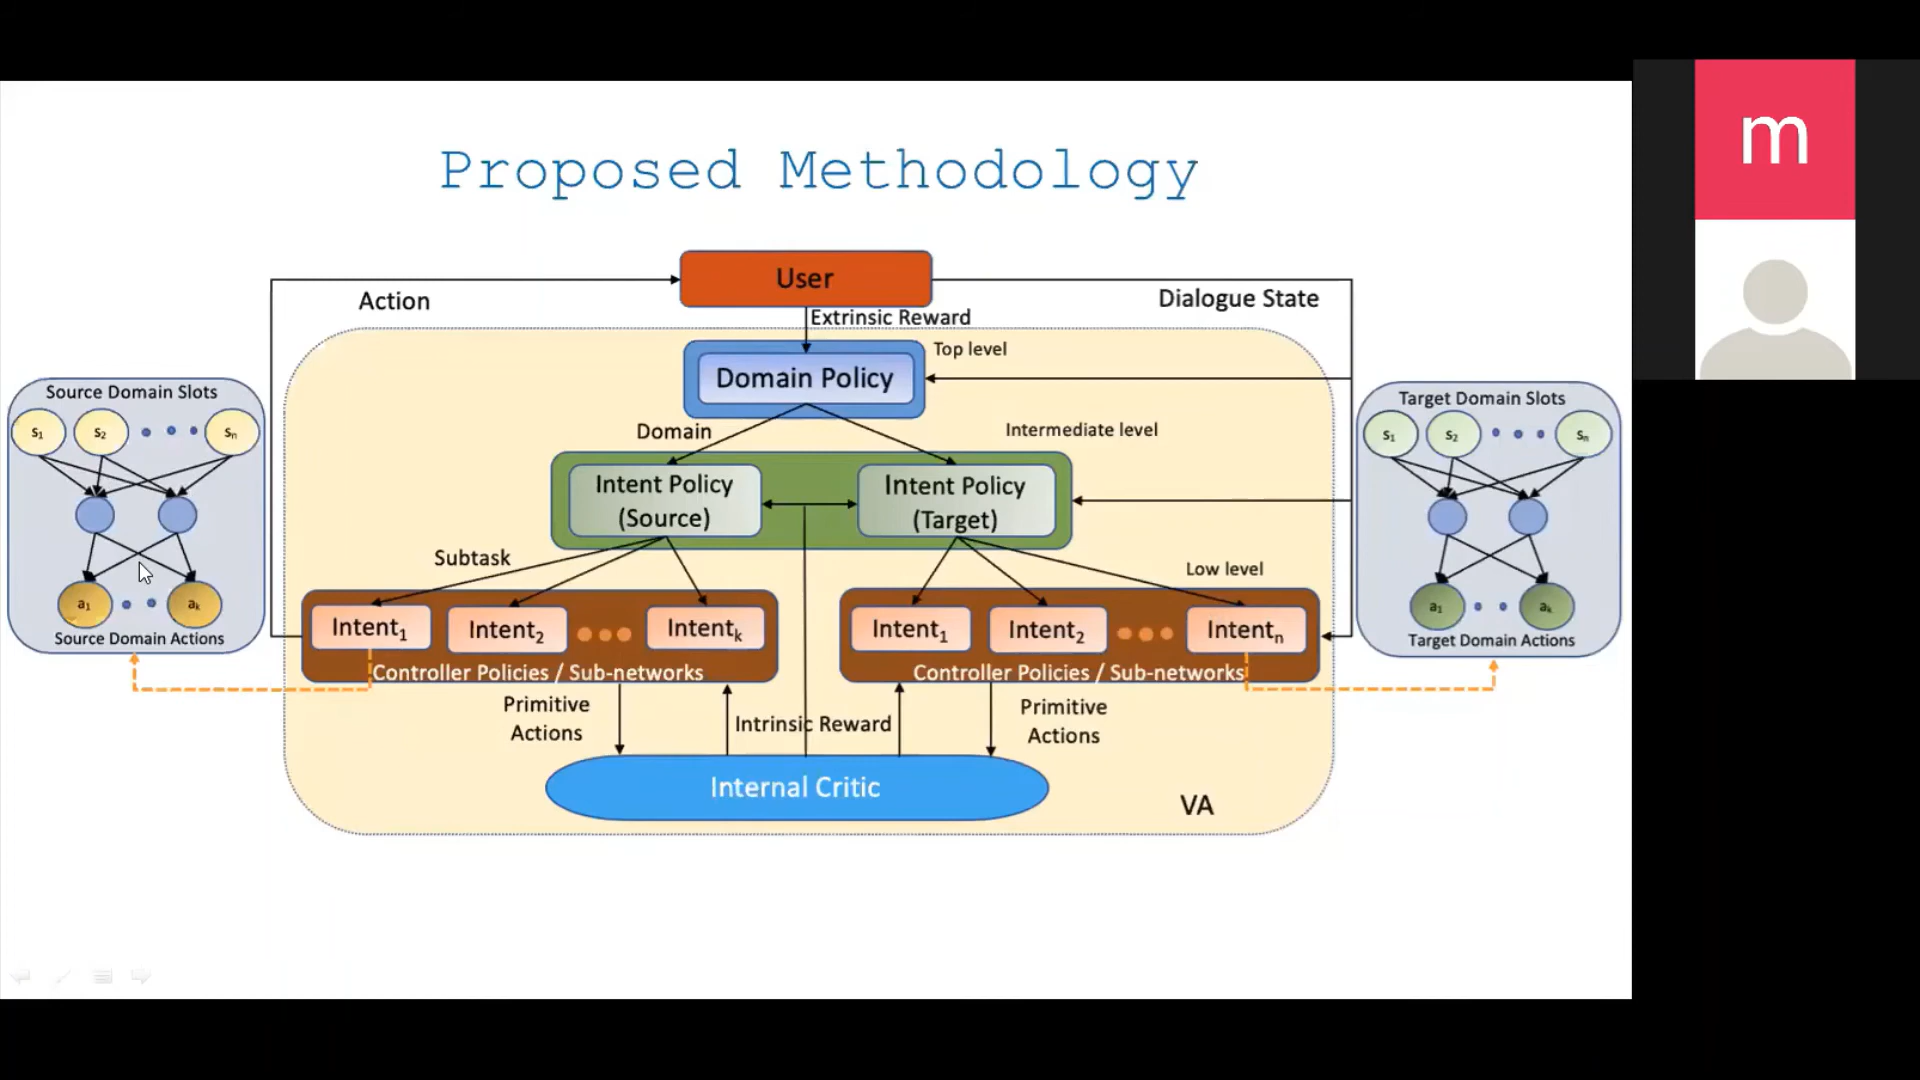 Proposed Methodology
m
User
Action
Dialogue State
Extrinsic Reward
Top level
Domain Policy
Source Domain Slots
s1 s2 sn
Target Domain Slots
s1 s2 sn
Domain
Intermediate level
Intent Policy
(Source)
Intent Policy
(Target)
Subtask
Low level
a1 ak
Source Domain Actions
a1 ak
Target Domain Actions
Intent1 Intent2 Intentk
Controller Policies / Sub-networks
Intent1 Intent2 Intentn
Controller Policies / Sub-networks
Primitive
Actions
Intrinsic Reward
Primitive
Actions
Internal Critic
VA